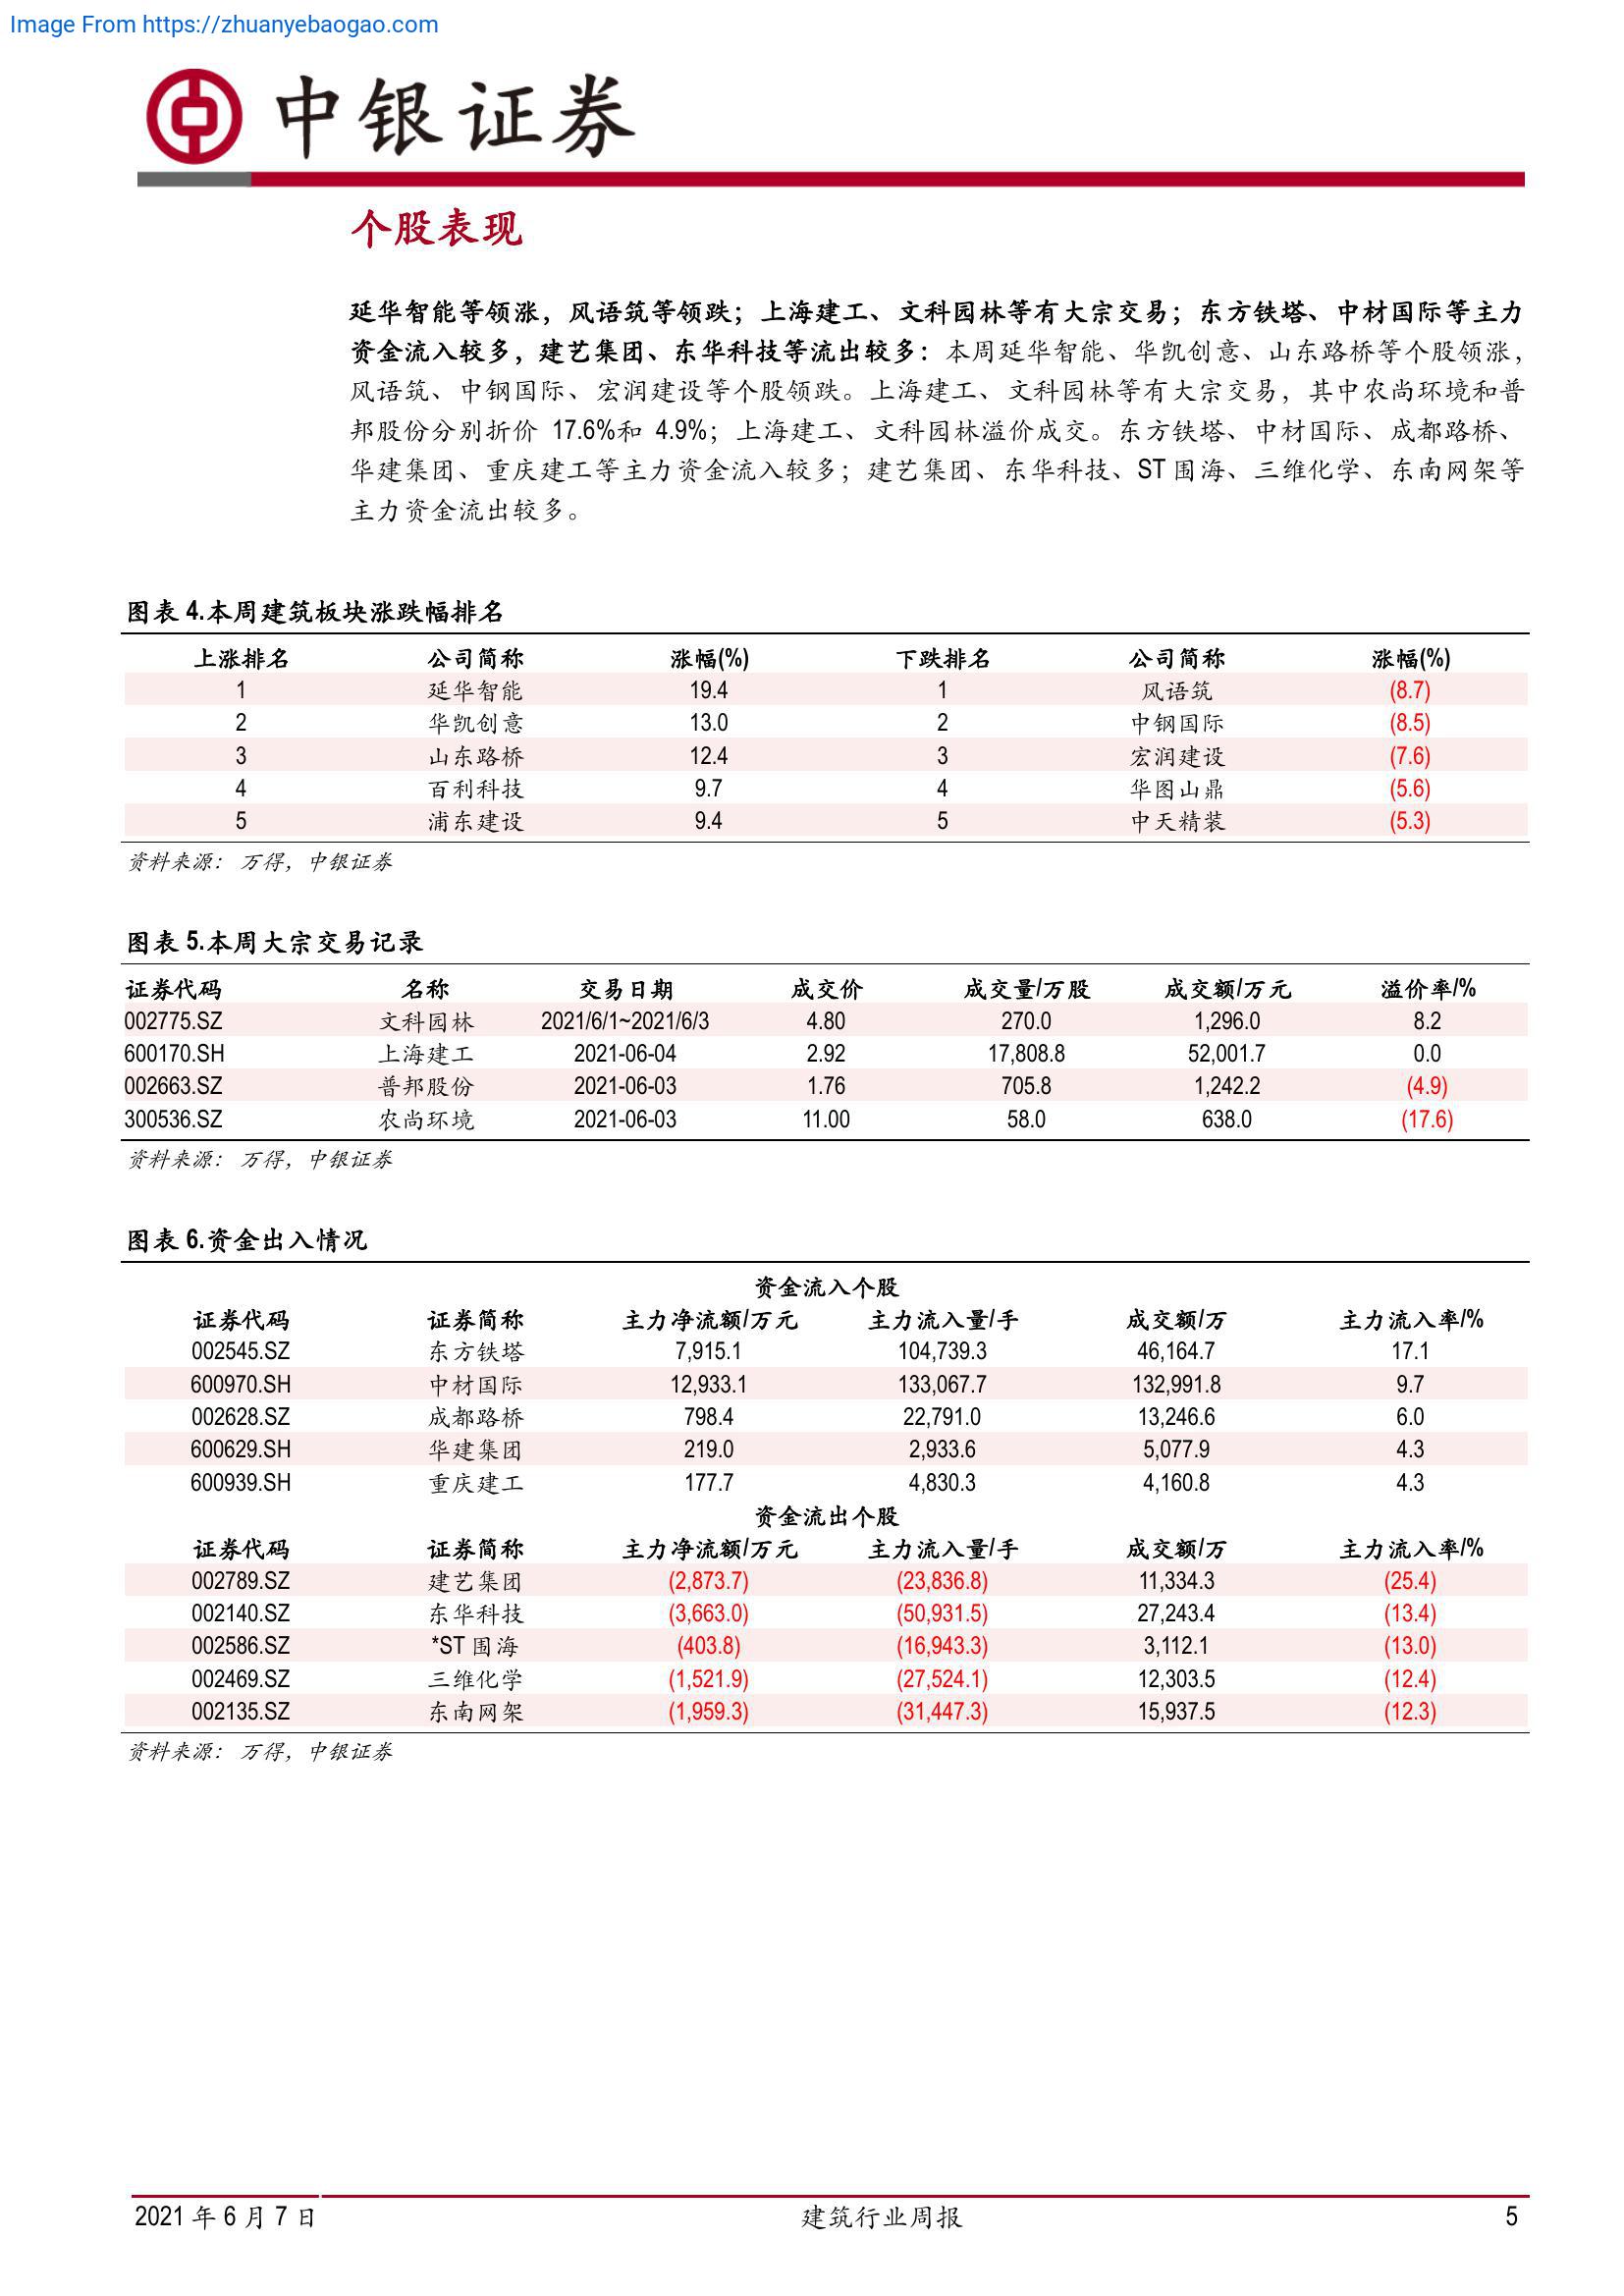 Image From https://zhuanyebaogao.com
中银证券
个股表现
延华智能等领涨，风语筑等领跌；上海建工、文科园林等有大宗交易；东方铁塔、中材国际等主力
资金流入较多，建艺集团、东华科技等流出较多：本周延华智能、华凯创意、山东路桥等个股领涨，
风语筑、中钢国际、宏润建设等个股领跌。上海建工、文科园林等有大宗交易，其中农尚环境和普
邦股份分别折价 17.6%和 4.9%；上海建工、文科园林溢价成交。东方铁塔、中材国际、成都路桥、
华建集团、重庆建工等主力资金流入较多；建艺集团、东华科技、ST 围海、三维化学、东南网架等
主力资金流出较多。
图表 4.本周建筑板块涨跌幅排名
上涨排名 公司简称 涨幅(%) 下跌排名 公司简称 涨幅(%)
1 延华智能 19.4 1 风语筑 (8.7)
2 华凯创意 13.0 2 中钢国际 (8.5)
3 山东路桥 12.4 3 宏润建设 (7.6)
4 百利科技 9.7 4 华图山鼎 (5.6)
5 浦东建设 9.4 5 中天精装 (5.3)
资料来源：万得，中银证券
图表 5.本周大宗交易记录
证券代码 名称 交易日期 成交价 成交量/万股 成交额/万元 溢价率/%
002775.SZ 文科园林 2021/6/1~2021/6/3 4.80 270.0 1,296.0 8.2
600170.SH 上海建工 2021-06-04 2.92 17,808.8 52,001.7 0.0
002663.SZ 普邦股份 2021-06-03 1.76 705.8 1,242.2 (4.9)
300536.SZ 农尚环境 2021-06-03 11.00 58.0 638.0 (17.6)
资料来源：万得，中银证券
图表 6.资金出入情况
资金流入个股
证券代码 证券简称 主力净流额/万元 主力流入量/手 成交额/万 主力流入率/%
002545.SZ 东方铁塔 7,915.1 104,739.3 46,164.7 17.1
600970.SH 中材国际 12,933.1 133,067.7 132,991.8 9.7
002628.SZ 成都路桥 798.4 22,791.0 13,246.6 6.0
600629.SH 华建集团 219.0 2,933.6 5,077.9 4.3
600939.SH 重庆建工 177.7 4,830.3 4,160.8 4.3
资金流出个股
证券代码 证券简称 主力净流额/万元 主力流入量/手 成交额/万 主力流入率/%
002789.SZ 建艺集团 (2,873.7) (23,836.8) 11,334.3 (25.4)
002140.SZ 东华科技 (3,663.0) (50,931.5) 27,243.4 (13.4)
002586.SZ *ST 围海 (403.8) (16,943.3) 3,112.1 (13.0)
002469.SZ 三维化学 (1,521.9) (27,524.1) 12,303.5 (12.4)
002135.SZ 东南网架 (1,959.3) (31,447.3) 15,937.5 (12.3)
资料来源：万得，中银证券
2021 年 6 月 7 日 建筑行业周报 5